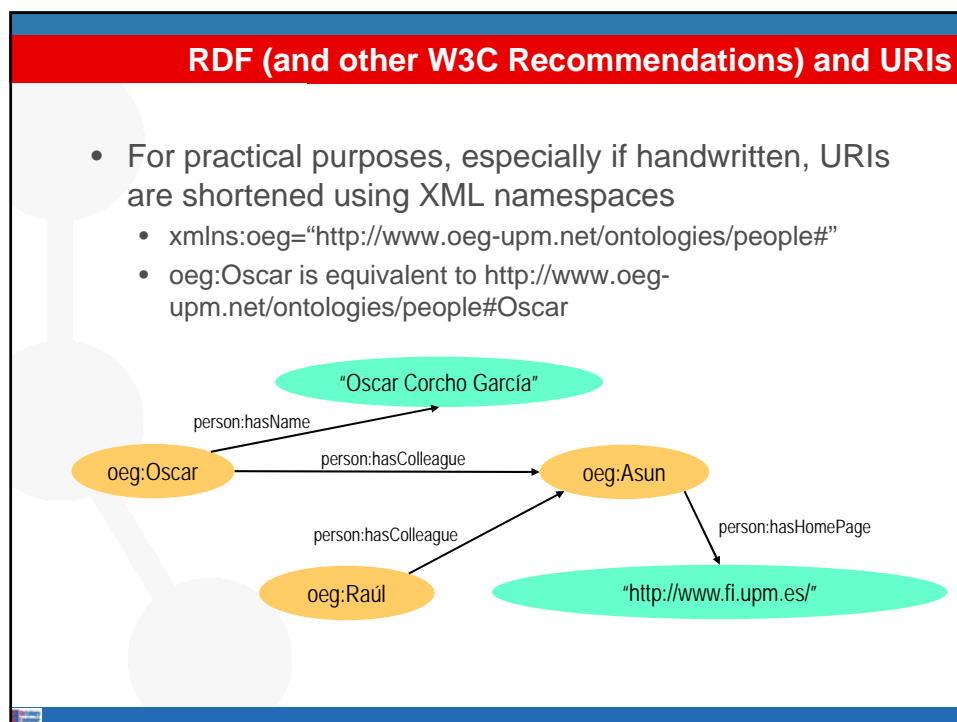 RDF (and other W3C Recommendations) and URIs
• For practical purposes, especially if handwritten, URIs
are shortened using XML namespaces
• xmlns:oeg=“http://www.oeg-upm.net/ontologies/people#”
• oeg:Oscar is equivalent to http://www.oeg-
upm.net/ontologies/people#Oscar
“Oscar Corcho García”
person:hasName
oeg:Oscar
person:hasColleague
oeg:Asun
person:hasColleague
person:hasHomePage
oeg:Raúl
“http://www.fi.upm.es/”